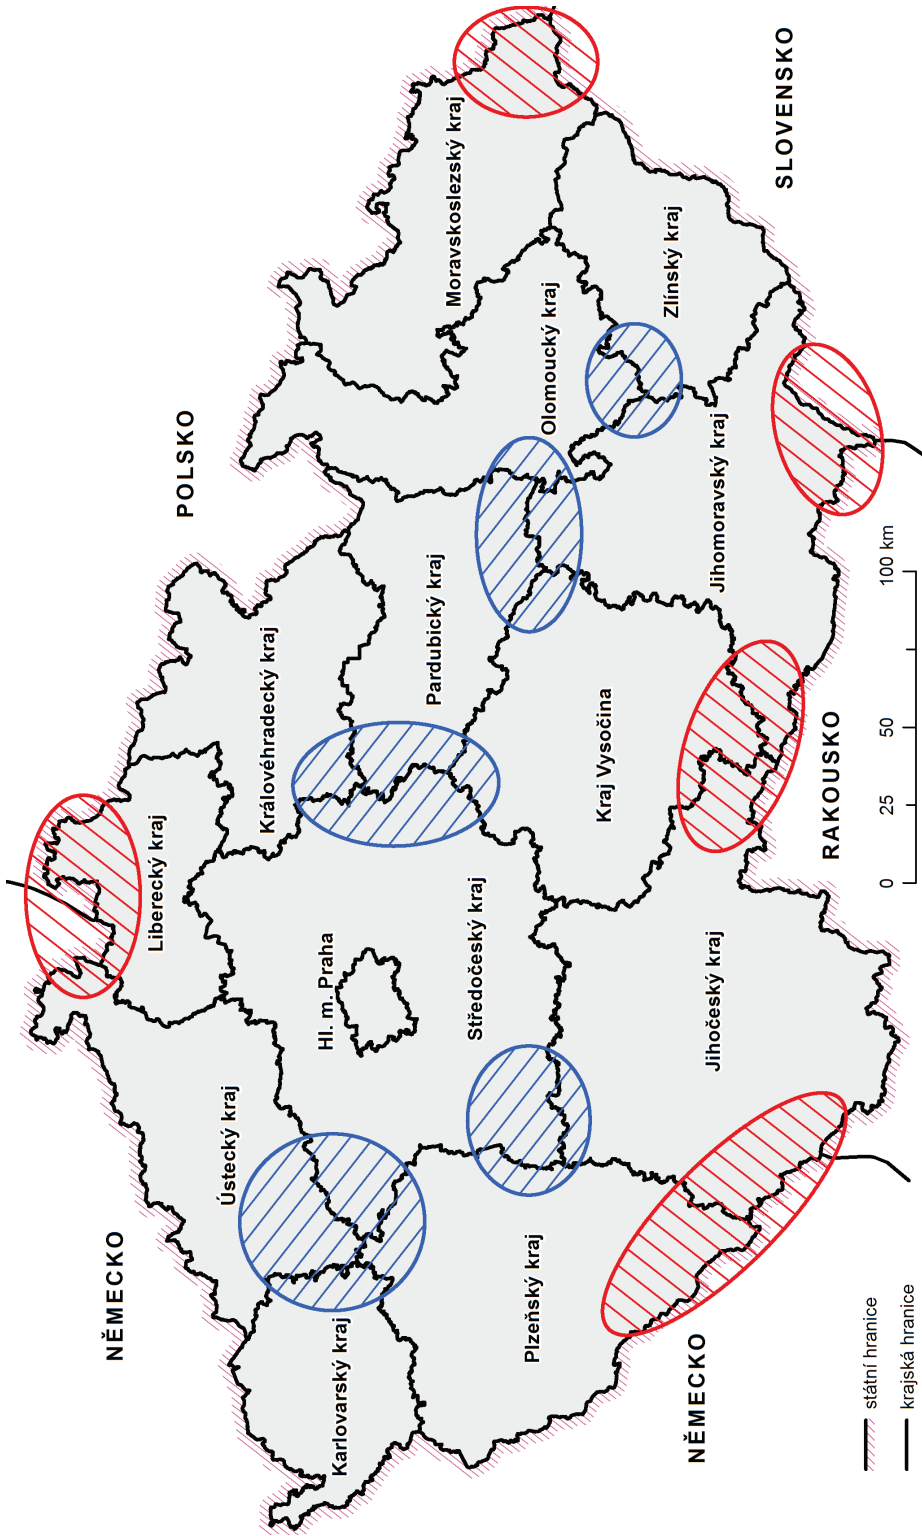 POLSKO
NĚMECKO
Liberecký kraj
Ústecký kraj
Královéhradecký kraj
Hl. m. Praha
Karlovarský kraj
Pardubický kraj
Moravskoslezský kraj
Středočeský kraj
Olomoucký kraj
Plzeňský kraj
Kraj Vysočina
Zlínský kraj
NĚMECKO
Jihočeský kraj
Jihomoravský kraj
SLOVENSKO
RAKOUSKO
státní hranice
krajská hranice
0 25 50 100 km